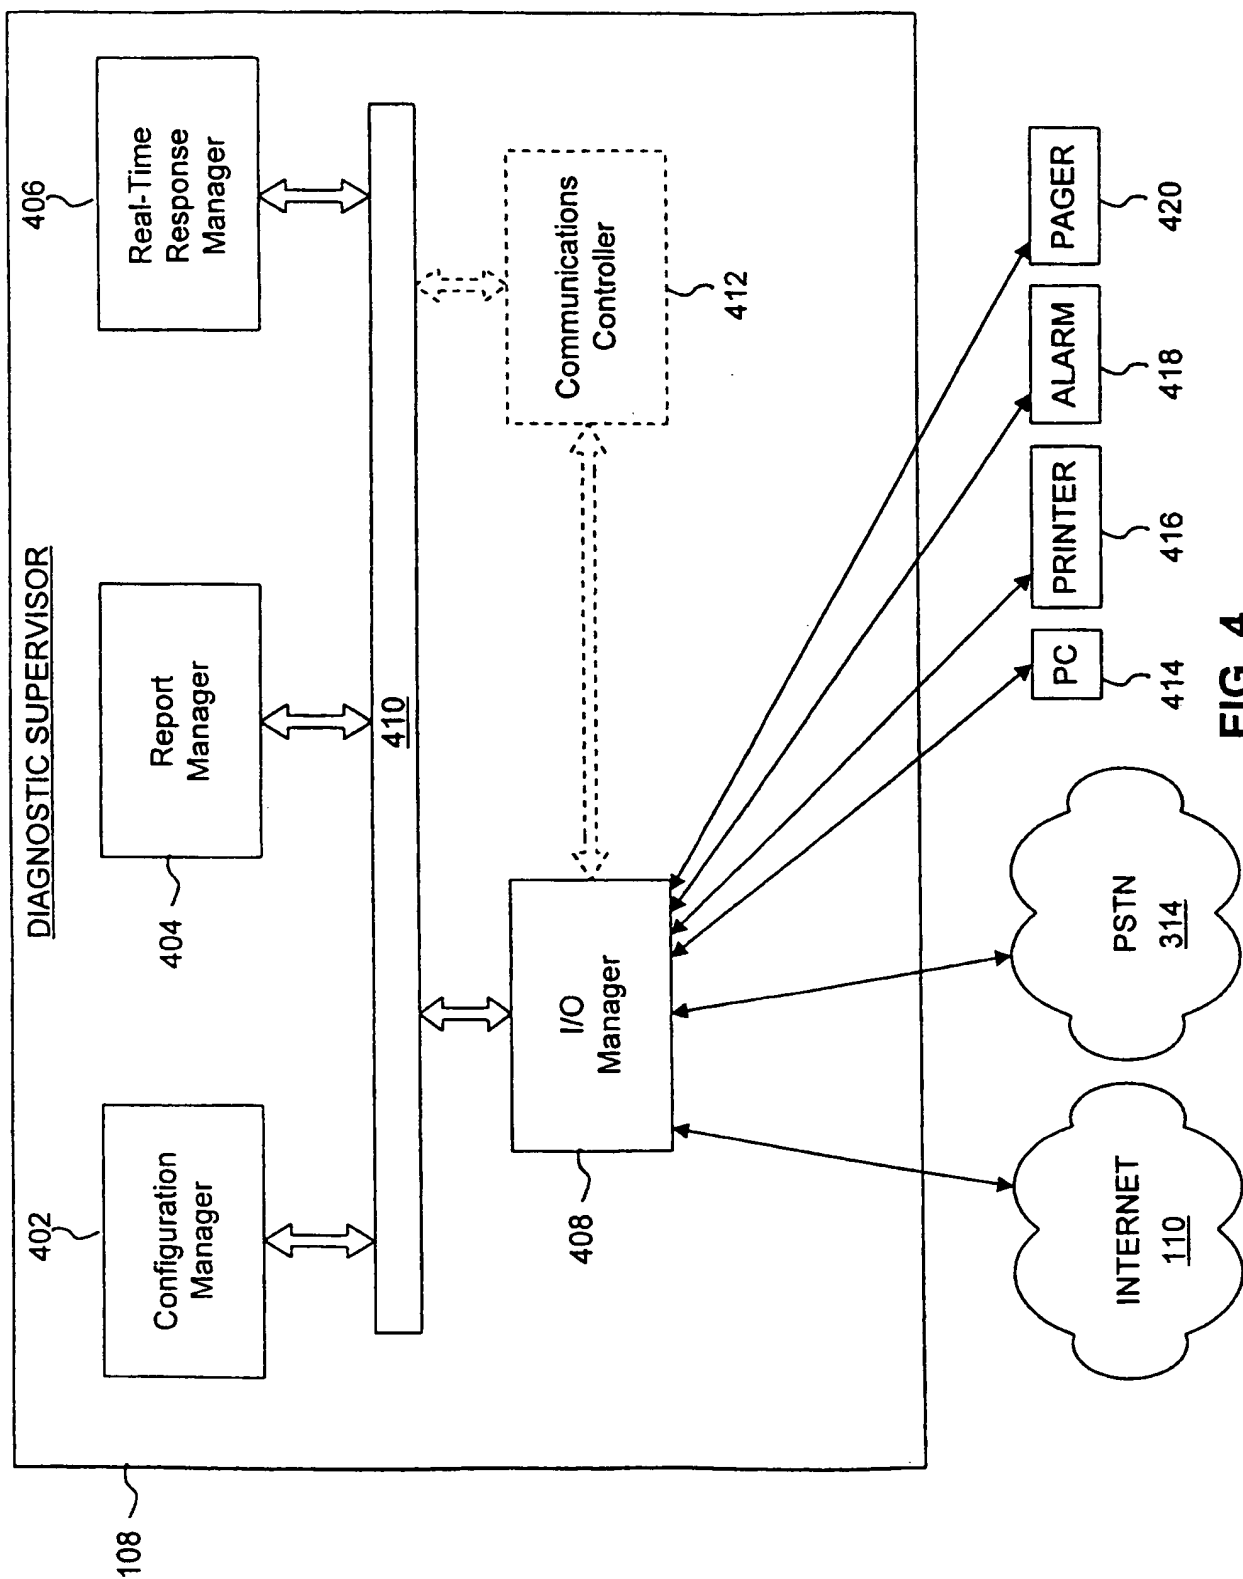 DIAGNOSTIC SUPERVISOR
108
402
Configuration
Manager
404
Report
Manager
406
Real-Time
Response
Manager
410
408
I/O
Manager
Communications
Controller
412
INTERNET
110
PSTN
314
PC
414
PRINTER
416
ALARM
418
PAGER
420
FIG. 4